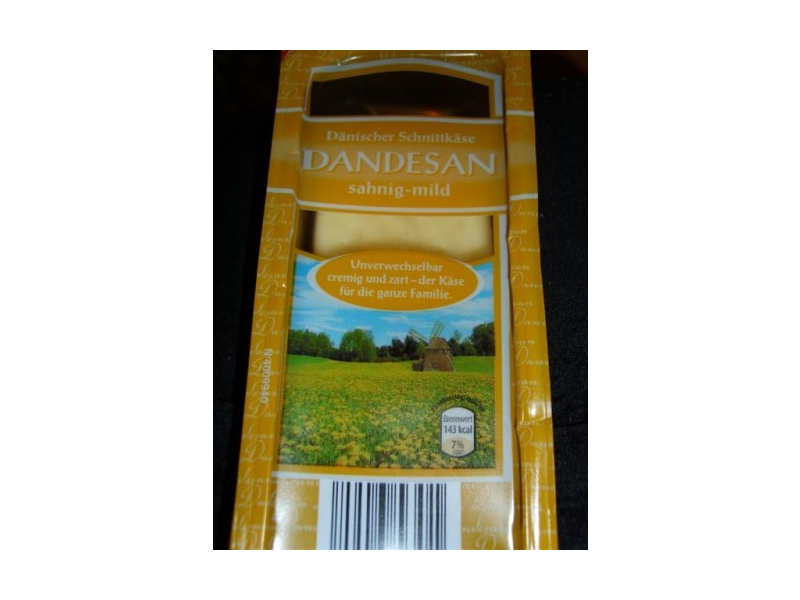 Dänischer Schnittkäse
DANDESAN
sahnig-mild
Unverwechselbar
cremig und zart – der Käse
für die ganze Familie.
Brennwert
143 kcal
7%